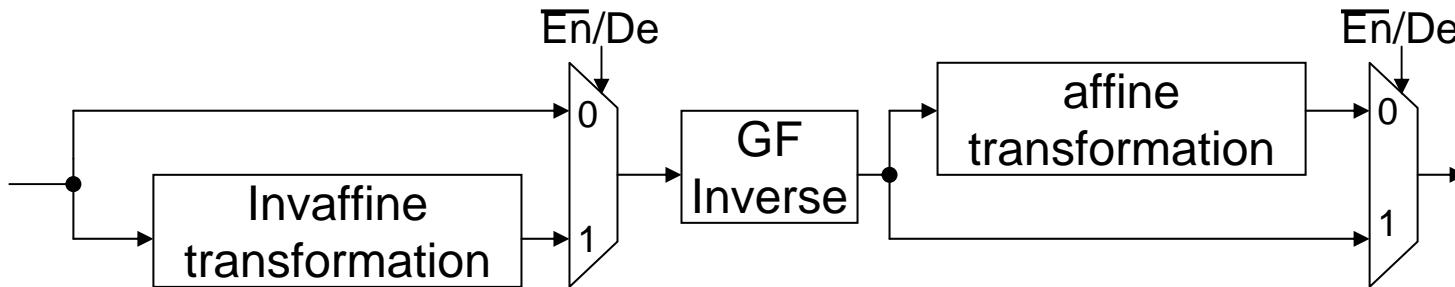 En/De
En/De
0
affine
transformation
0
GF
Inverse
Invaffine
transformation
1
1